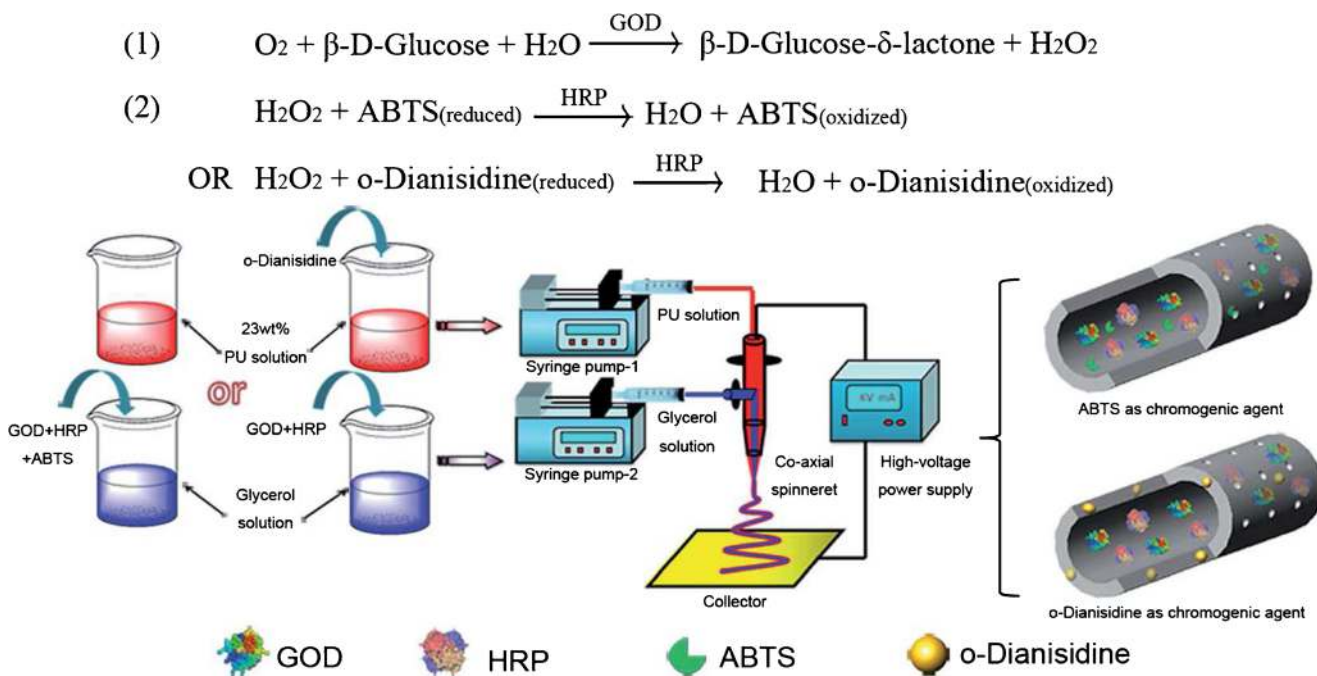 (1) O2 + β-D-Glucose + H2O GOD → β-D-Glucose-δ-lactone + H2O2
(2) H2O2 + ABTS(reduced) HRP → H2O + ABTS(oxidized)
OR H2O2 + o-Dianisidine(reduced) HRP → H2O + o-Dianisidine(oxidized)
o-Dianisidine
23wt%
PU solution
or
GOD+HRP
+ABTS
GOD+HRP
Glycerol
solution
PU solution
Syringe pump-1
Glycerol
solution
Syringe pump-2
KV mA
Co-axial
spinneret
High-voltage
power supply
Collector
ABTS as chromogenic agent
o-Dianisidine as chromogenic agent
GOD
HRP
ABTS
o-Dianisidine